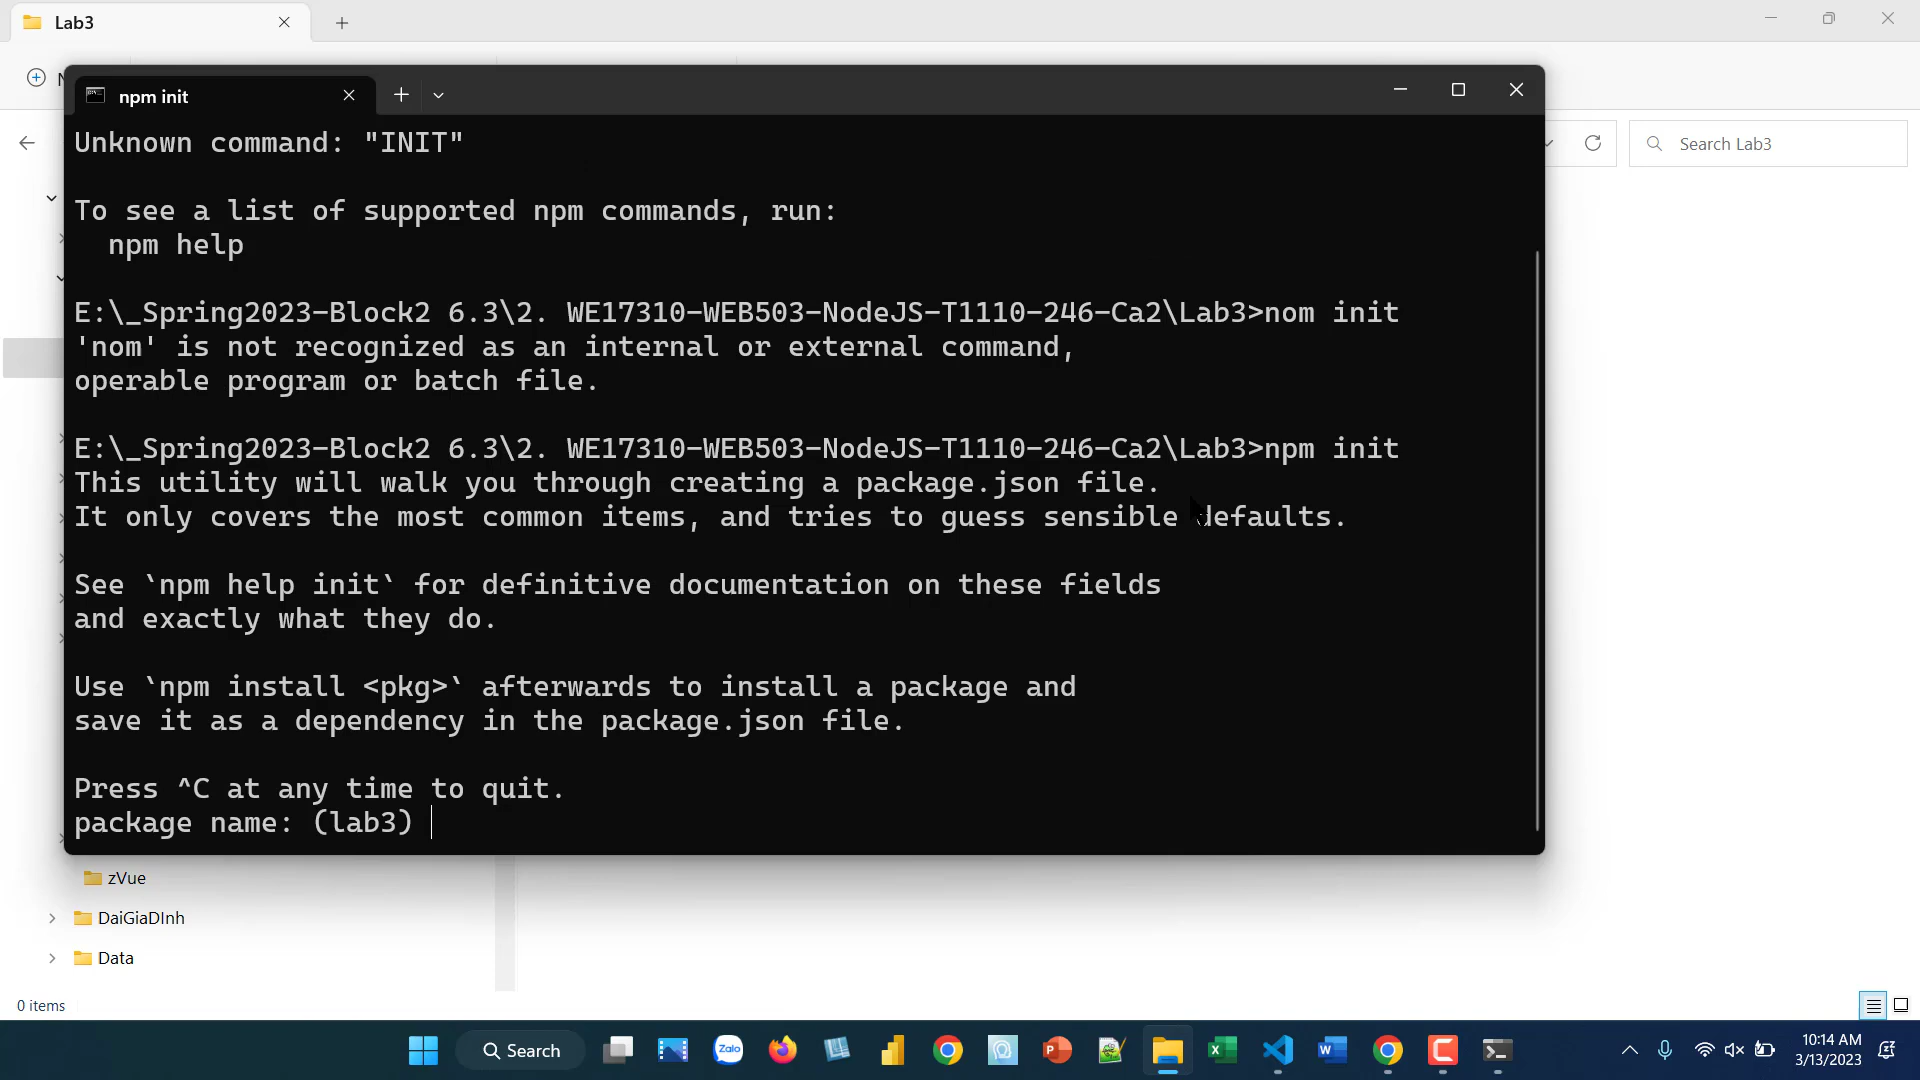 Lab3
npm init
Search Lab3
Unknown command: "INIT"
To see a list of supported npm commands, run:
npm help
E:\_Spring2023-Block2 6.3\2. WE17310-WEB503-NodeJS-T1110-246-Ca2\Lab3>nom init
'nom' is not recognized as an internal or external command,
operable program or batch file.
E:\_Spring2023-Block2 6.3\2. WE17310-WEB503-NodeJS-T1110-246-Ca2\Lab3>npm init
This utility will walk you through creating a package.json file.
It only covers the most common items, and tries to guess sensible defaults.
See `npm help init` for definitive documentation on these fields
and exactly what they do.
Use `npm install <pkg>` afterwards to install a package and
save it as a dependency in the package.json file.
Press ^C at any time to quit.
package name: (lab3)
zVue
DaiGiaDInh
Data
0 items
Search
Zalo
10:14 AM
3/13/2023